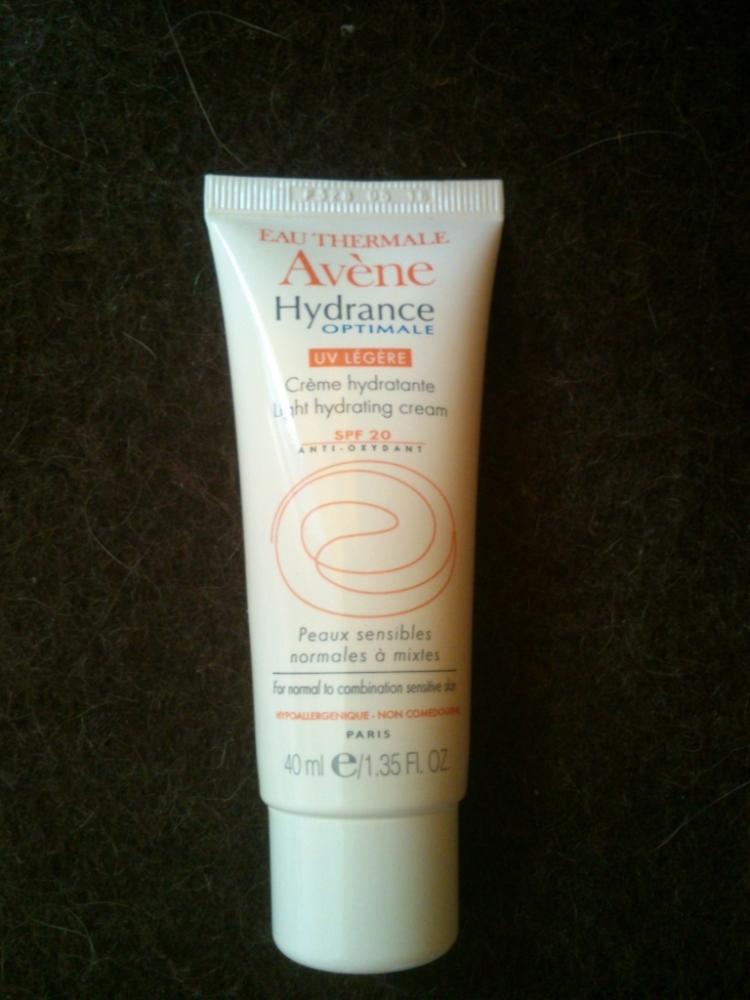 EAU THERMALE
Avène
Hydrance
OPTIMALE
UV LÉGÈRE
Crème hydratante
Light hydrating cream
SPF 20
ANTI-OXYDANT
Peaux sensibles
normales à mixtes
For normal to combination sensitive skin
HYPOALLERGENIQUE - NON COMEDOGENE
PARIS
40 ml e/1.35 Fl. OZ.